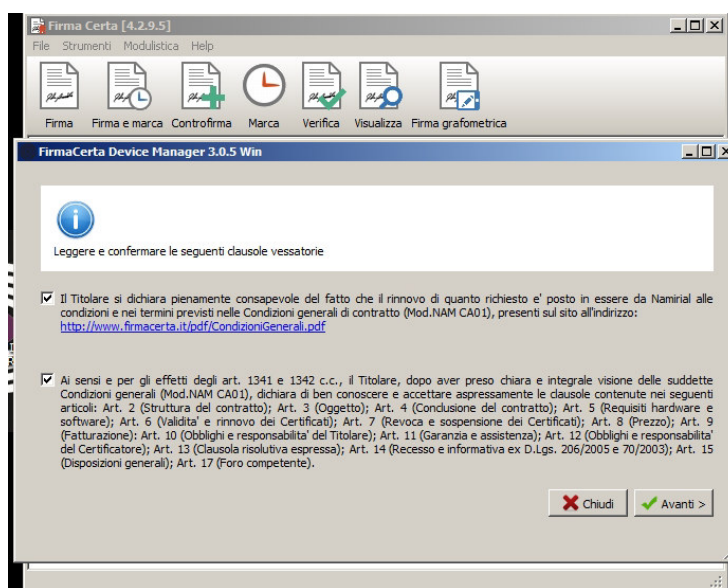 Firma Certa [4.2.9.5]
File Strumenti Modulistica Help
Firma Firma e marca Controfirma Marca Verifica Visualizza Firma grafometrica
FirmaCerta Device Manager 3.0.5 Win
Leggere e confermare le seguenti clausole vessatorie
Il Titolare si dichiara pienamente consapevole del fatto che il rinnovo di quanto richiesto e' posto in essere da Namirial alle
condizioni e nei termini previsti nelle Condizioni generali di contratto (Mod.NAM CA01), presenti sul sito all'indirizzo:
http://www.firmacerta.it/pdf/CondizioniGenerali.pdf
Ai sensi e per gli effetti degli art. 1341 e 1342 c.c., il Titolare, dopo aver preso chiara e integrale visione delle suddette
Condizioni generali (Mod.NAM CA01), dichiara di ben conoscere e accettare aspressamente le clausole contenute nei seguenti
articoli: Art. 2 (Struttura del contratto); Art. 3 (Oggetto); Art. 4 (Conclusione del contratto); Art. 5 (Requisiti hardware e
software); Art. 6 (Validita' e rinnovo dei Certificati); Art. 7 (Revoca e sospensione dei Certificati); Art. 8 (Prezzo); Art. 9
(Fatturazione): Art. 10 (Obblighi e responsabilita' del Titolare); Art. 11 (Garanzia e assistenza); Art. 12 (Obblighi e responsabilita'
del Certificatore); Art. 13 (Clausola risolutiva espressa); Art. 14 (Recesso e informativa ex D.Lgs. 206/2005 e 70/2003); Art. 15
(Disposizioni generali); Art. 17 (Foro competente).
Chiudi Avanti >